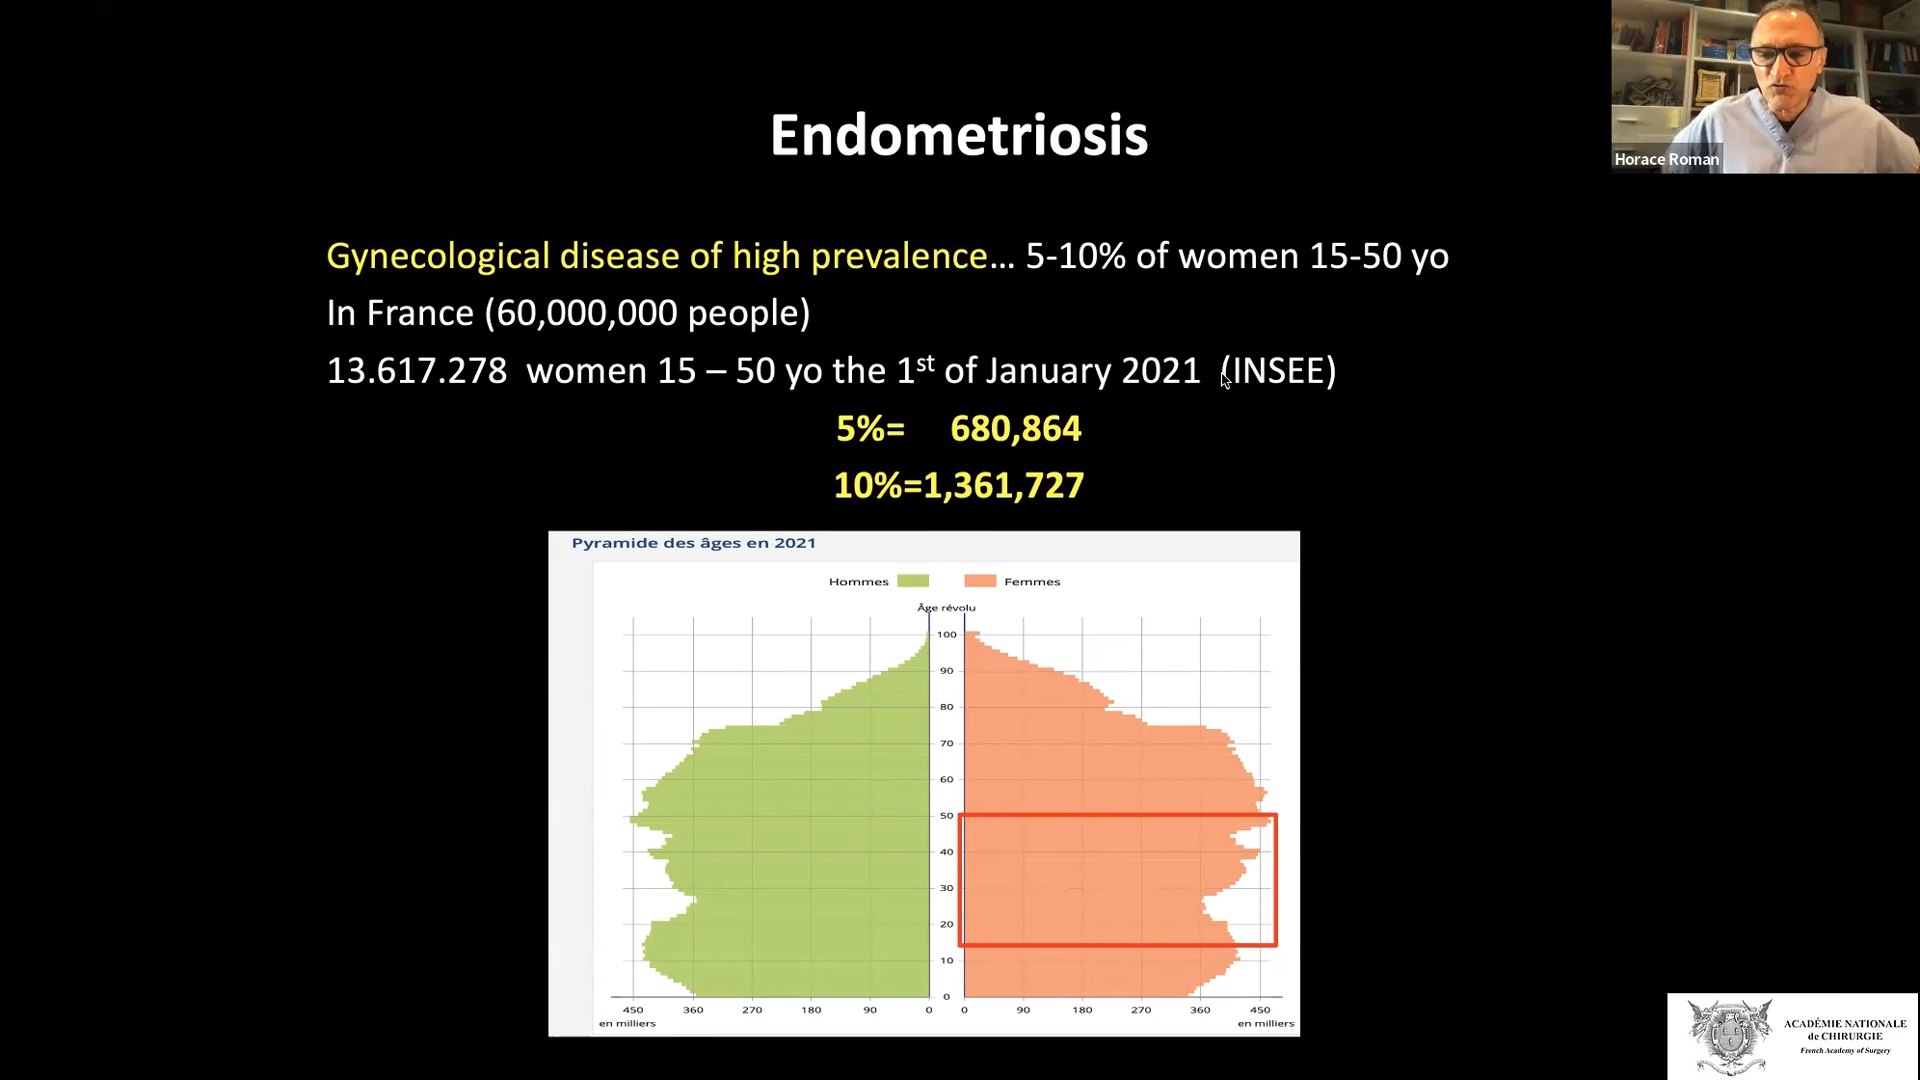 Endometriosis
Horace Roman
Gynecological disease of high prevalence... 5-10% of women 15-50 yo
In France (60,000,000 people)
13.617.278 women 15 – 50 yo the 1st of January 2021 (INSEE)
5%= 680,864
10%=1,361,727
Pyramide des âges en 2021
Hommes Femmes
Âge révolu
100
90
80
70
60
50
40
30
20
10
0
450 360 270 180 90 0 0 90 180 270 360 450
en milliers en milliers
ACADÉMIE NATIONALE
de CHIRURGIE
French Academy of Surgery